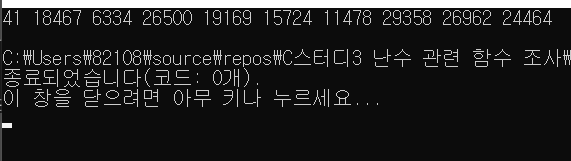 41 18467 6334 26500 19169 15724 11478 29358 26962 24464
C:₩Users₩82108₩source₩repos₩C스터디3 난수 관련 함수 조사₩
종료되었습니다(코드: 0개).
이 창을 닫으려면 아무 키나 누르세요...